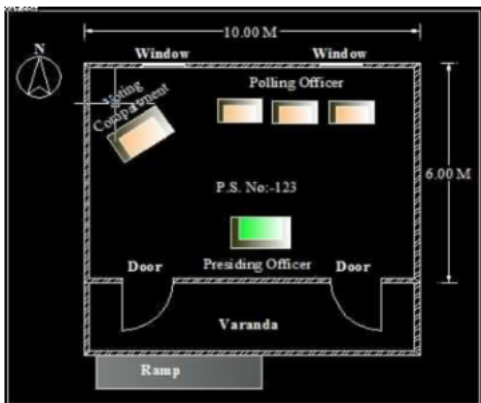 10.00 M
N
Window Window
Polling Officer
Voting
Compartment
6.00 M
P.S. No:-123
Presiding Officer
Door Door
Varanda
Ramp